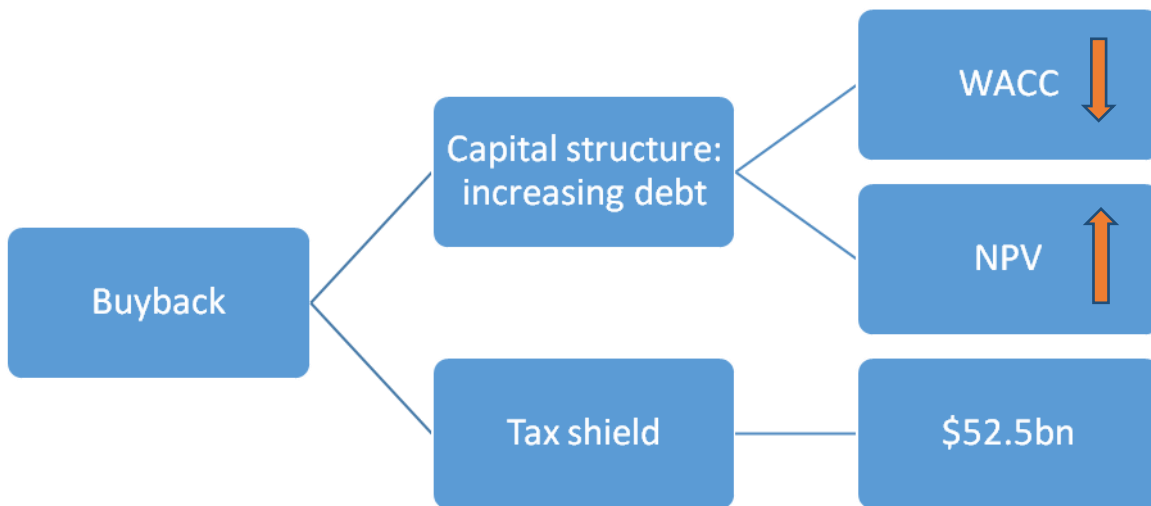 Buyback
Capital structure:
increasing debt
WACC
NPV
Tax shield
$52.5bn